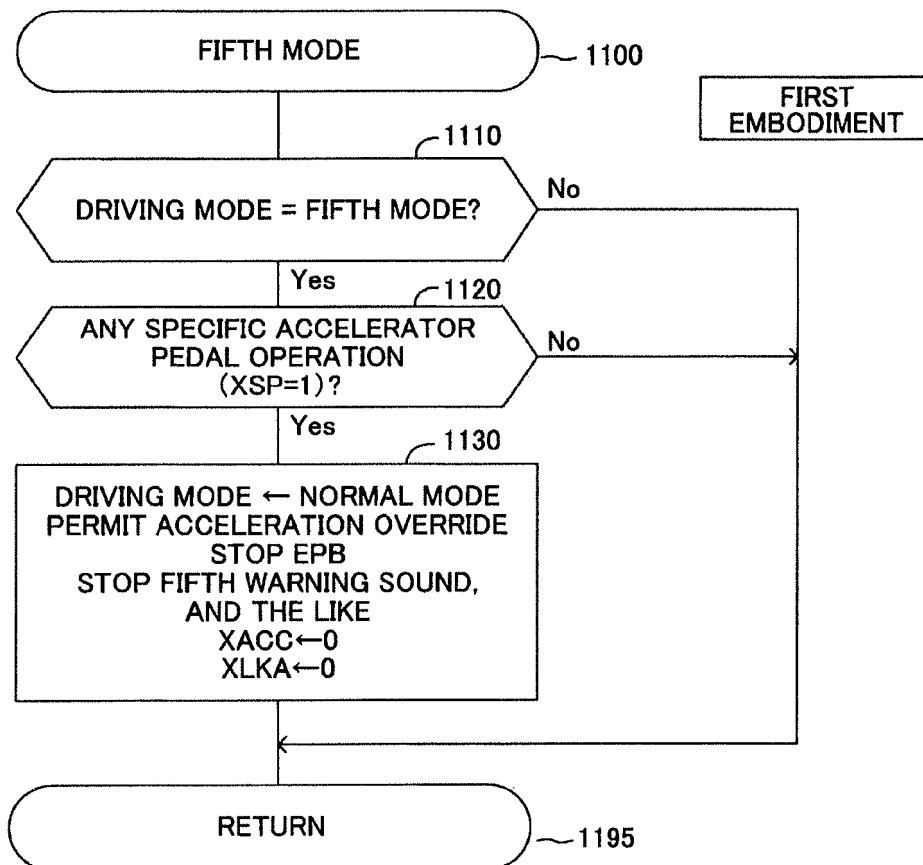 FIFTH MODE
1100
FIRST
EMBODIMENT
1110
DRIVING MODE = FIFTH MODE?
No
Yes
1120
ANY SPECIFIC ACCELERATOR
PEDAL OPERATION
(XSP=1)?
No
Yes
1130
DRIVING MODE ← NORMAL MODE
PERMIT ACCELERATION OVERRIDE
STOP EPB
STOP FIFTH WARNING SOUND,
AND THE LIKE
XACC←0
XLKA←0
RETURN
1195